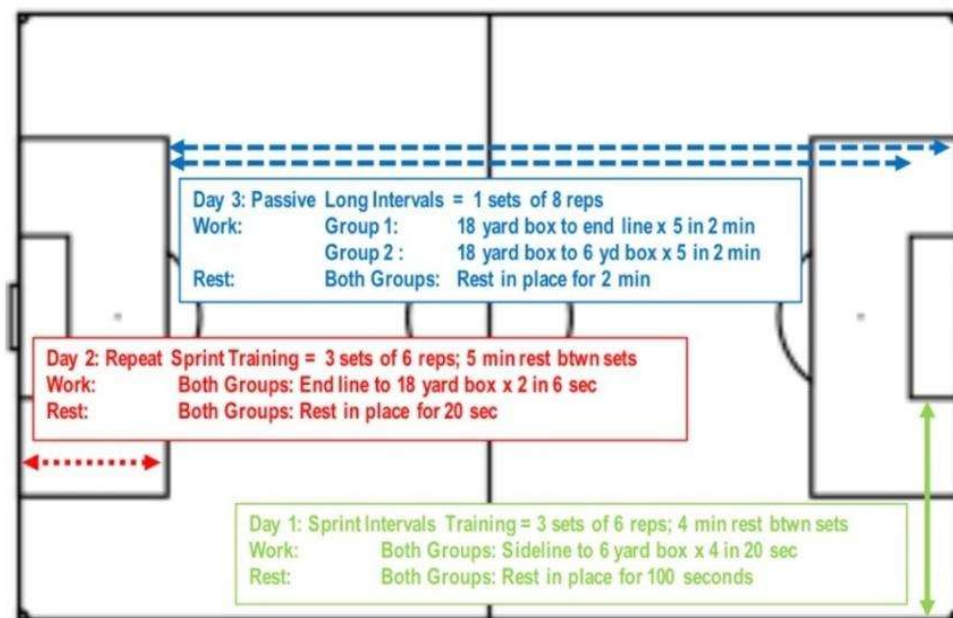 Day 3: Passive Long Intervals = 1 sets of 8 reps
Work: Group 1: 18 yard box to end line x 5 in 2 min
Group 2 : 18 yard box to 6 yd box x 5 in 2 min
Rest: Both Groups: Rest in place for 2 min
Day 2: Repeat Sprint Training = 3 sets of 6 reps; 5 min rest btwn sets
Work: Both Groups: End line to 18 yard box x 2 in 6 sec
Rest: Both Groups: Rest in place for 20 sec
Day 1: Sprint Intervals Training = 3 sets of 6 reps; 4 min rest btwn sets
Work: Both Groups: Sideline to 6 yard box x 4 in 20 sec
Rest: Both Groups: Rest in place for 100 seconds